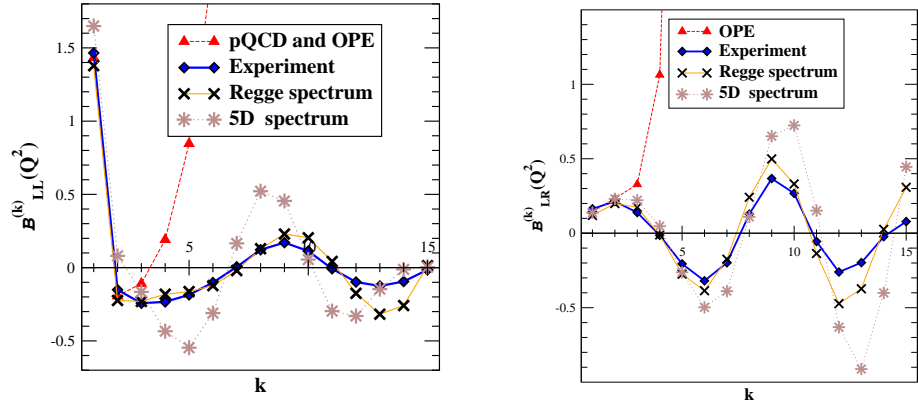 B^(k)_LL(Q^2)
1.5
1
0.5
0
-0.5
5
10
15
k
pQCD and OPE
Experiment
Regge spectrum
5D spectrum
B^(k)_LR(Q^2)
1
0.5
0
-0.5
5
10
15
k
OPE
Experiment
Regge spectrum
5D spectrum